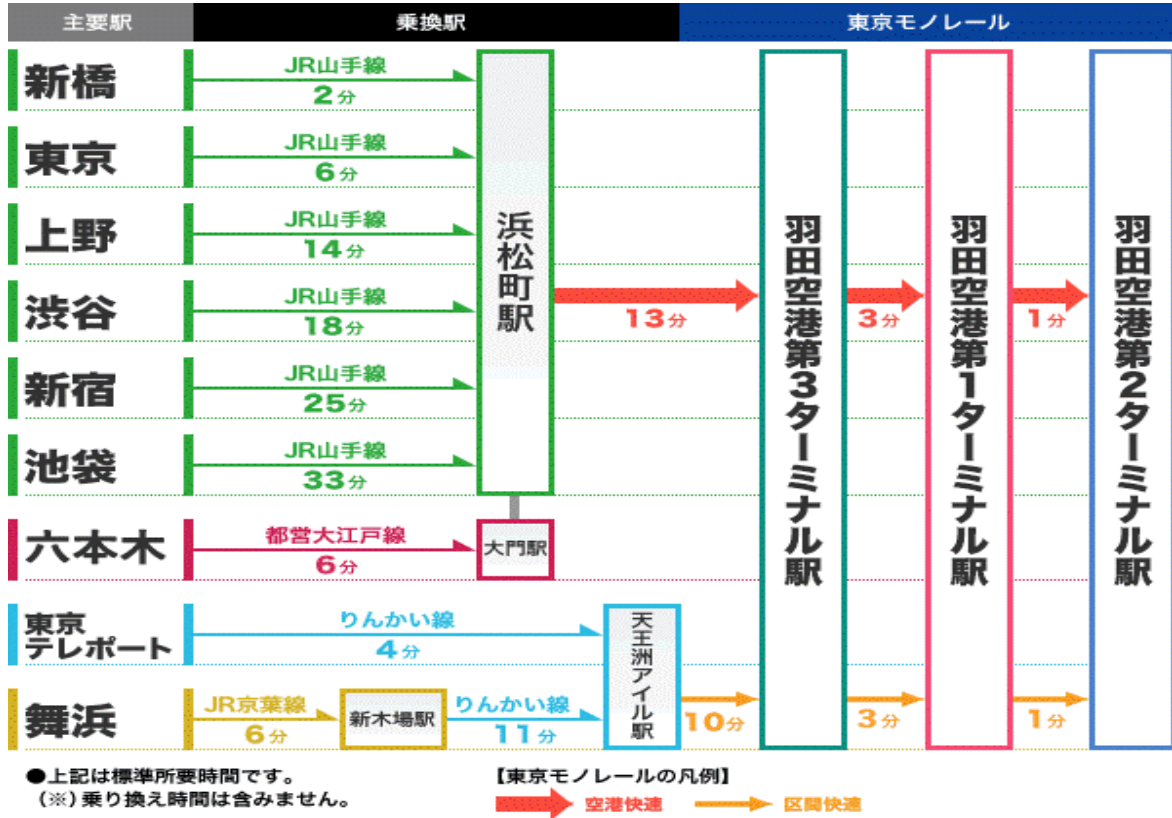 主要駅
乗換駅
東京モノレール
新橋
JR山手線
2分
東京
JR山手線
6分
上野
JR山手線
14分
渋谷
JR山手線
18分
新宿
JR山手線
25分
池袋
JR山手線
33分
浜松町駅
13分
羽田空港第3ターミナル駅
3分
羽田空港第1ターミナル駅
1分
羽田空港第2ターミナル駅
六本木
都営大江戸線
6分
大門駅
東京
テレポート
りんかい線
4分
天王洲アイル駅
舞浜
JR京葉線
6分
新木場駅
りんかい線
11分
10分
3分
1分
●上記は標準所要時間です。
(※)乗り換え時間は含みません。
【東京モノレールの凡例】
空港快速
区間快速